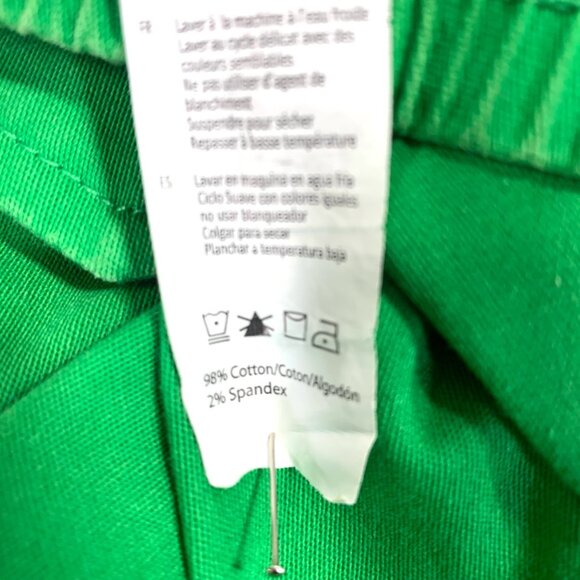 FR Laver à la machine à l'eau froide
Laver au cycle délicat avec des
couleurs semblables
Ne pas utiliser d'agent de
blanchiment
Suspendre pour sécher
Repasser à basse température
ES Lavar en maquina en agua fria
Ciclo Suave con colores iguales
no usar blanqueador
Colgar para secar
Planchar a temperatura baja
98% Cotton/Coton/Algodón
2% Spandex